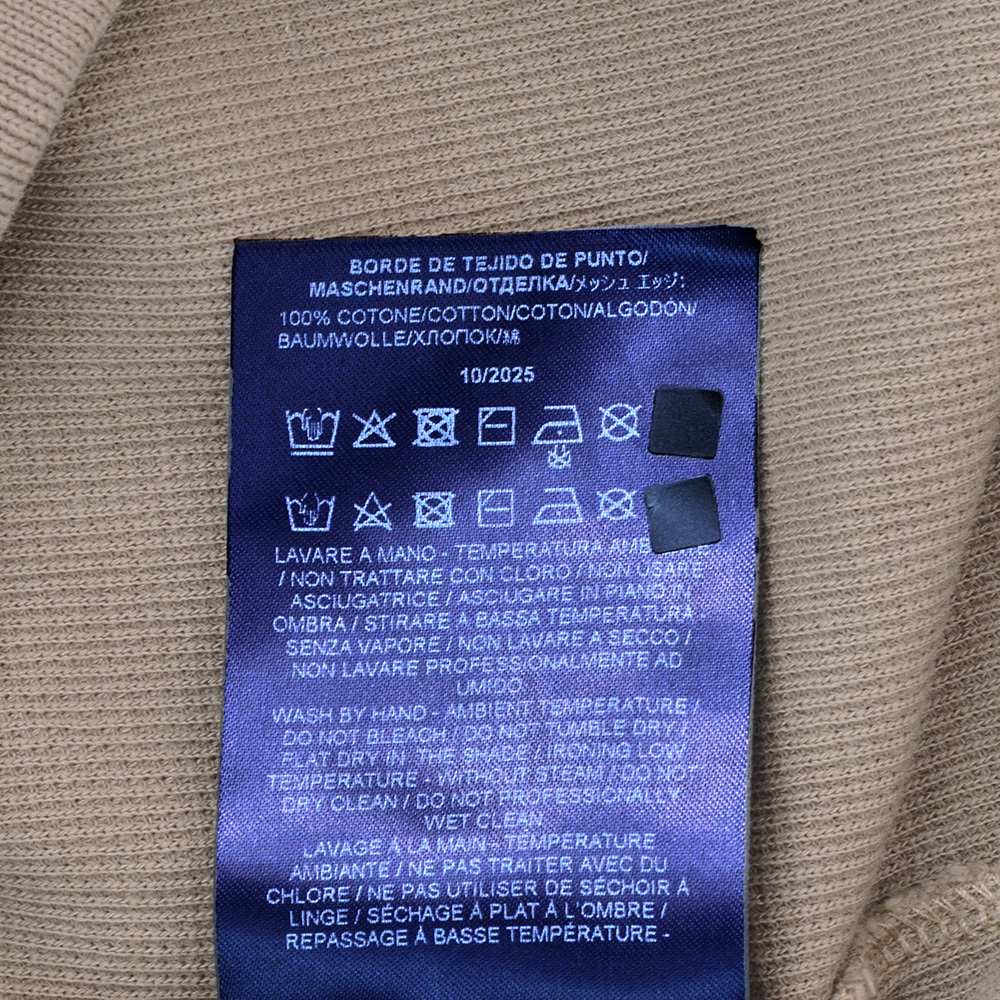 BORDE DE TEJIDO DE PUNTO/
MASCHENRAND/ОТДЕЛКА/メッシュ エッジ:
100% COTONE/COTTON/COTON/ALGODÓN/
BAUMWOLLE/ХЛОПОК/綿
10/2025
LAVARE A MANO - TEMPERATURA
/ NON TRATTARE CON CLORO / NON USARE
ASCIUGATRICE / ASCIUGARE IN PIANO IN
OMBRA / STIRARE A BASSA TEMPERATURA
SENZA VAPORE / NON LAVARE A SECCO /
NON LAVARE PROFESSIONALMENTE AD
UMIDO
WASH BY HAND - AMBIENT TEMPERATURE /
DO NOT BLEACH / DO NOT TUMBLE DRY /
FLAT DRY IN THE SHADE / IRONING LOW
TEMPERATURE - WITHOUT STEAM / DO NOT
DRY CLEAN / DO NOT PROFESSIONALLY
WET CLEAN
LAVAGE À LA MAIN - TEMPÉRATURE
AMBIANTE / NE PAS TRAITER AVEC DU
CHLORE / NE PAS UTILISER DE SÉCHOIR À
LINGE / SÉCHAGE À PLAT À L'OMBRE /
REPASSAGE À BASSE TEMPÉRATURE -